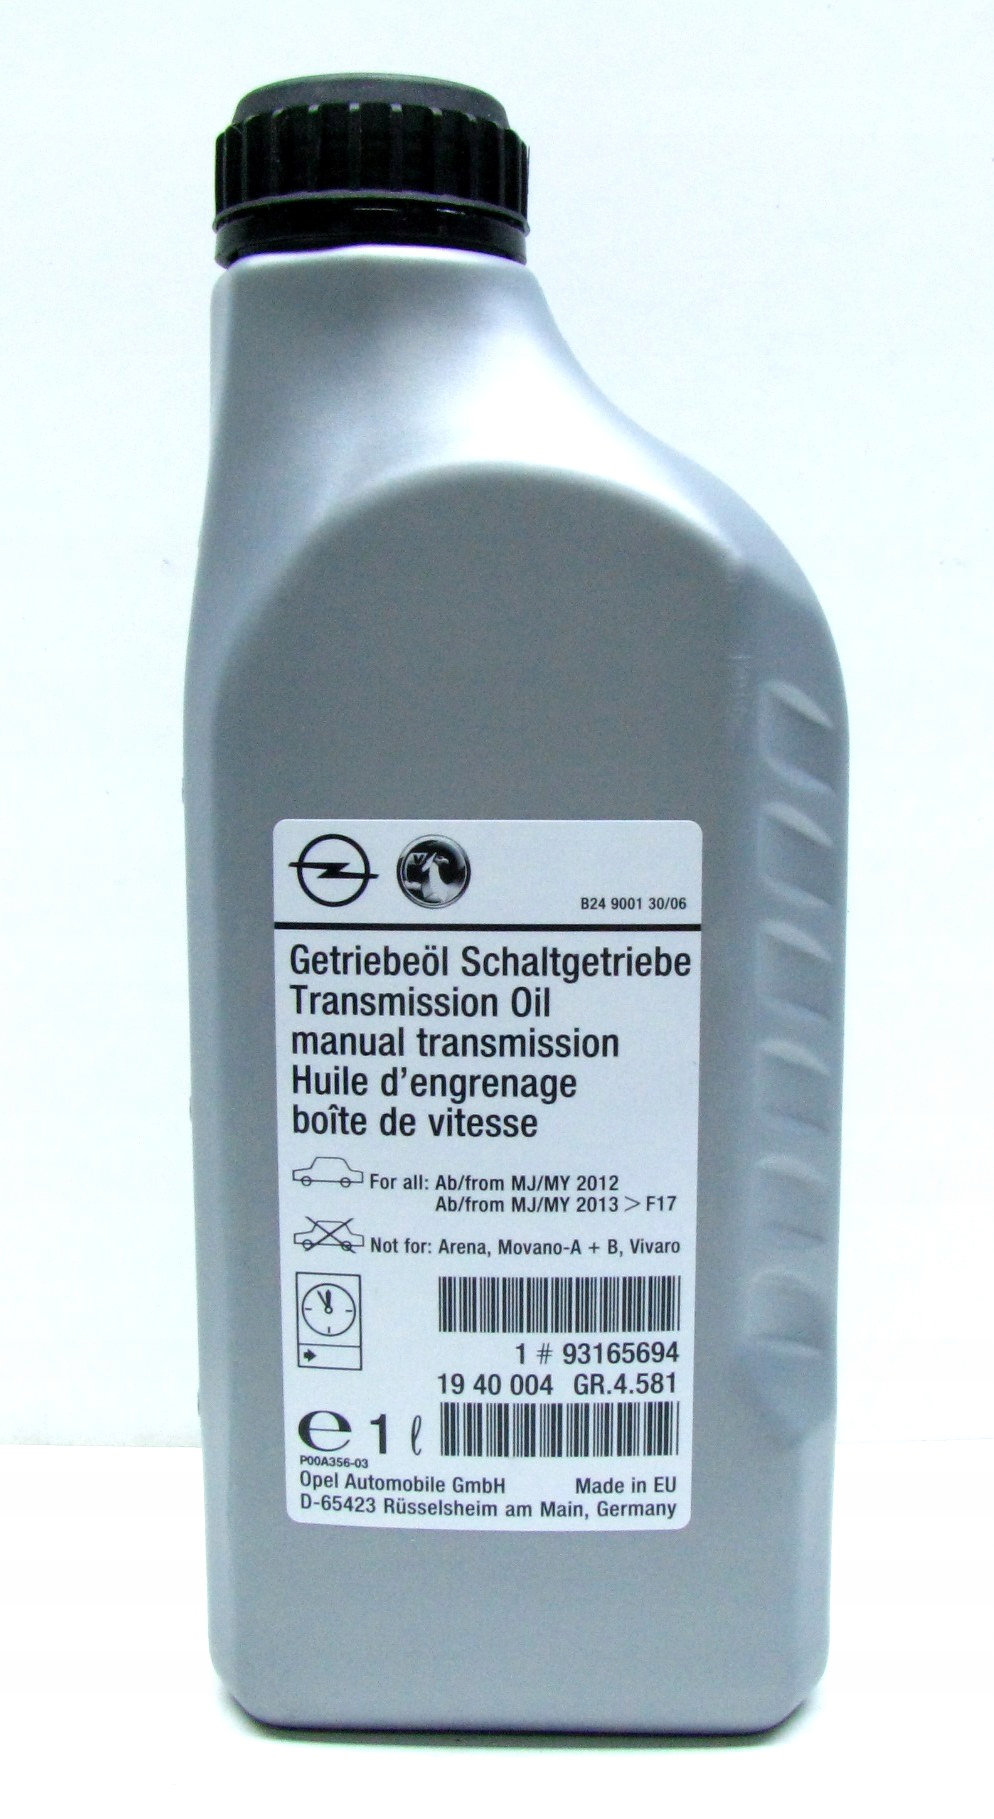 B24 9001 30/06
Getriebeöl Schaltgetriebe
Transmission Oil
manual transmission
Huile d'engrenage
boîte de vitesse
For all: Ab/from MJ/MY 2012
Ab/from MJ/MY 2013 > F17
Not for: Arena, Movano-A + B, Vivaro
1 # 93165694
19 40 004 GR.4.581
e 1 ℓ
P00A356-03
Opel Automobile GmbH Made in EU
D-65423 Rüsselsheim am Main, Germany